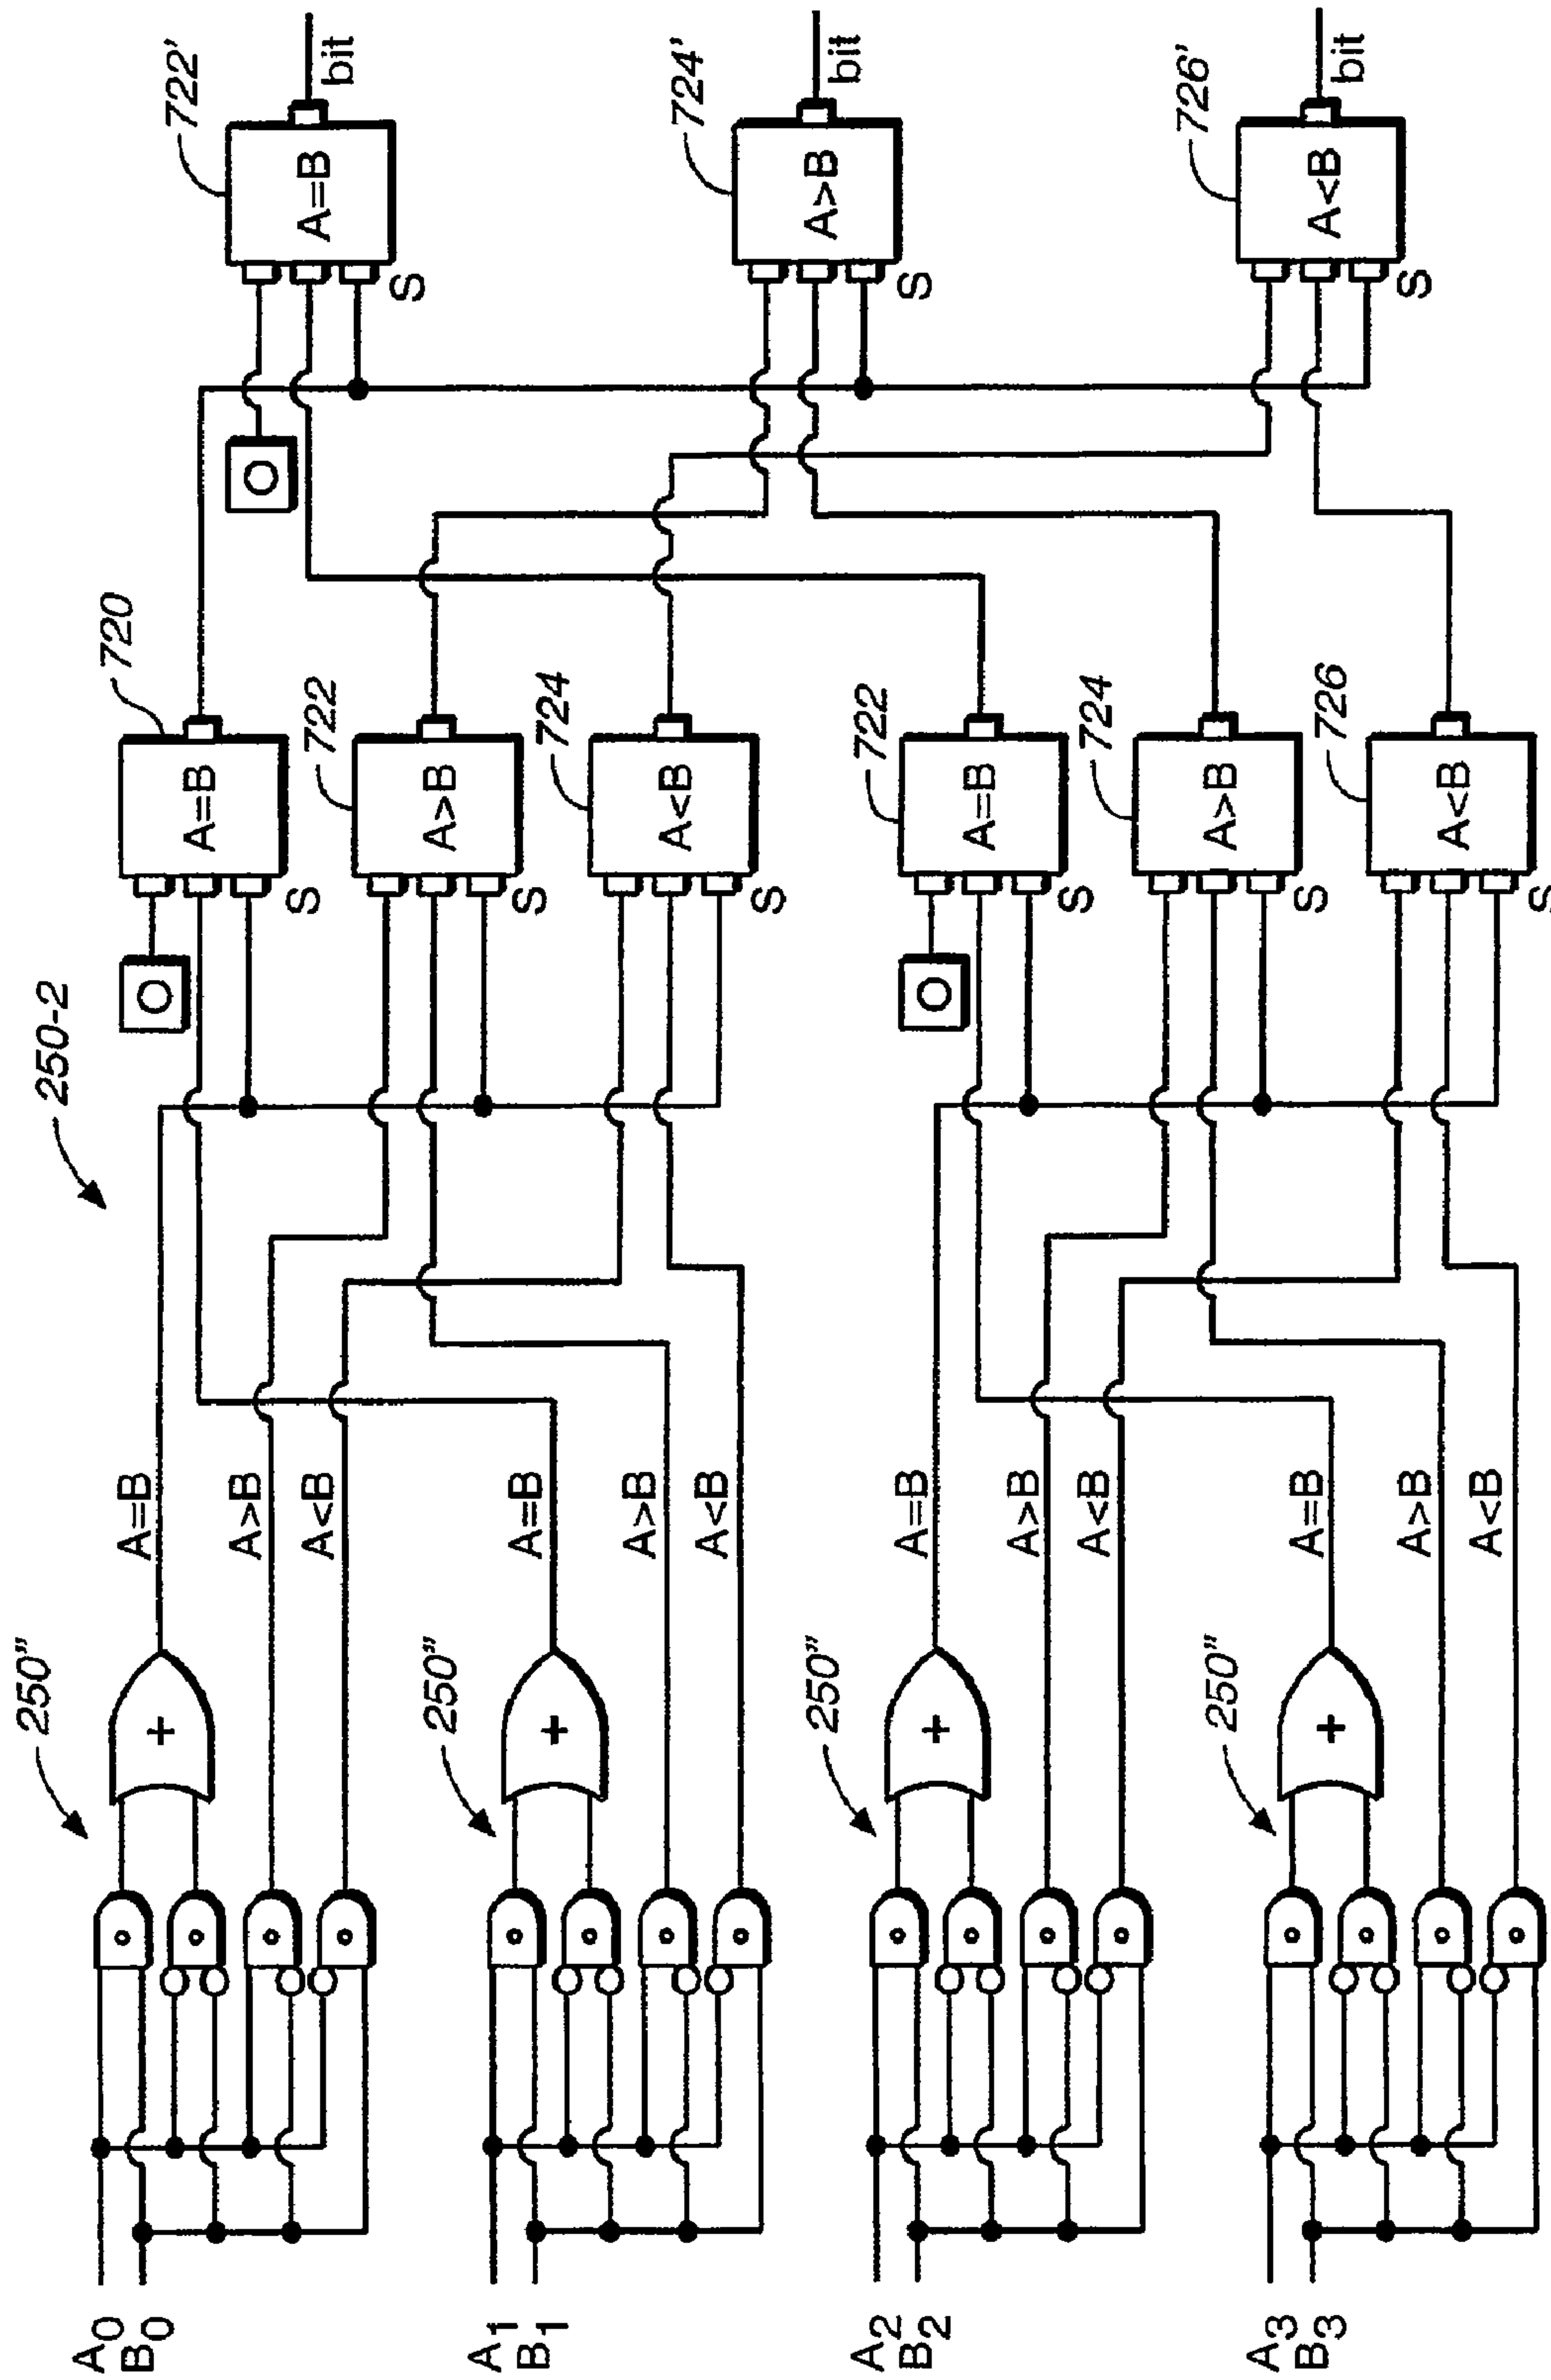 250"
250-2
A0
B0
A=B
720
722'
A=B
O
S
A=B
bit
O
S
A>B
A<B
722
A>B
S
250"
A1
B1
A=B
A>B
A<B
724
A<B
S
724'
A>B
bit
S
250"
A2
B2
A=B
A>B
A<B
722
O
A=B
S
724
A>B
S
250"
A3
B3
A=B
A>B
A<B
726
A<B
S
726'
A<B
bit
S
+
+
+
+